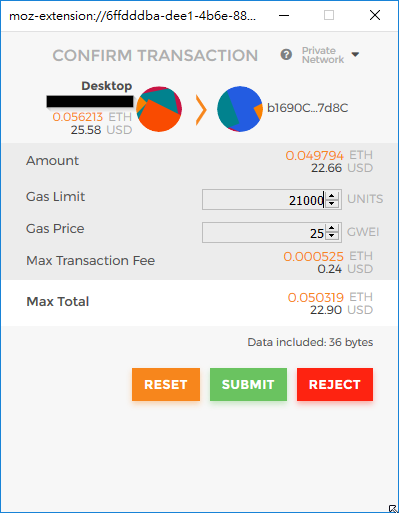 moz-extension://6ffdddba-dee1-4b6e-88...
CONFIRM TRANSACTION
? Private
Network
Desktop
0.056213 ETH
25.58 USD
b1690C...7d8C
Amount 0.049794 ETH
22.66 USD
Gas Limit 21000 UNITS
Gas Price 25 GWEI
Max Transaction Fee 0.000525 ETH
0.24 USD
Max Total 0.050319 ETH
22.90 USD
Data included: 36 bytes
RESET SUBMIT REJECT